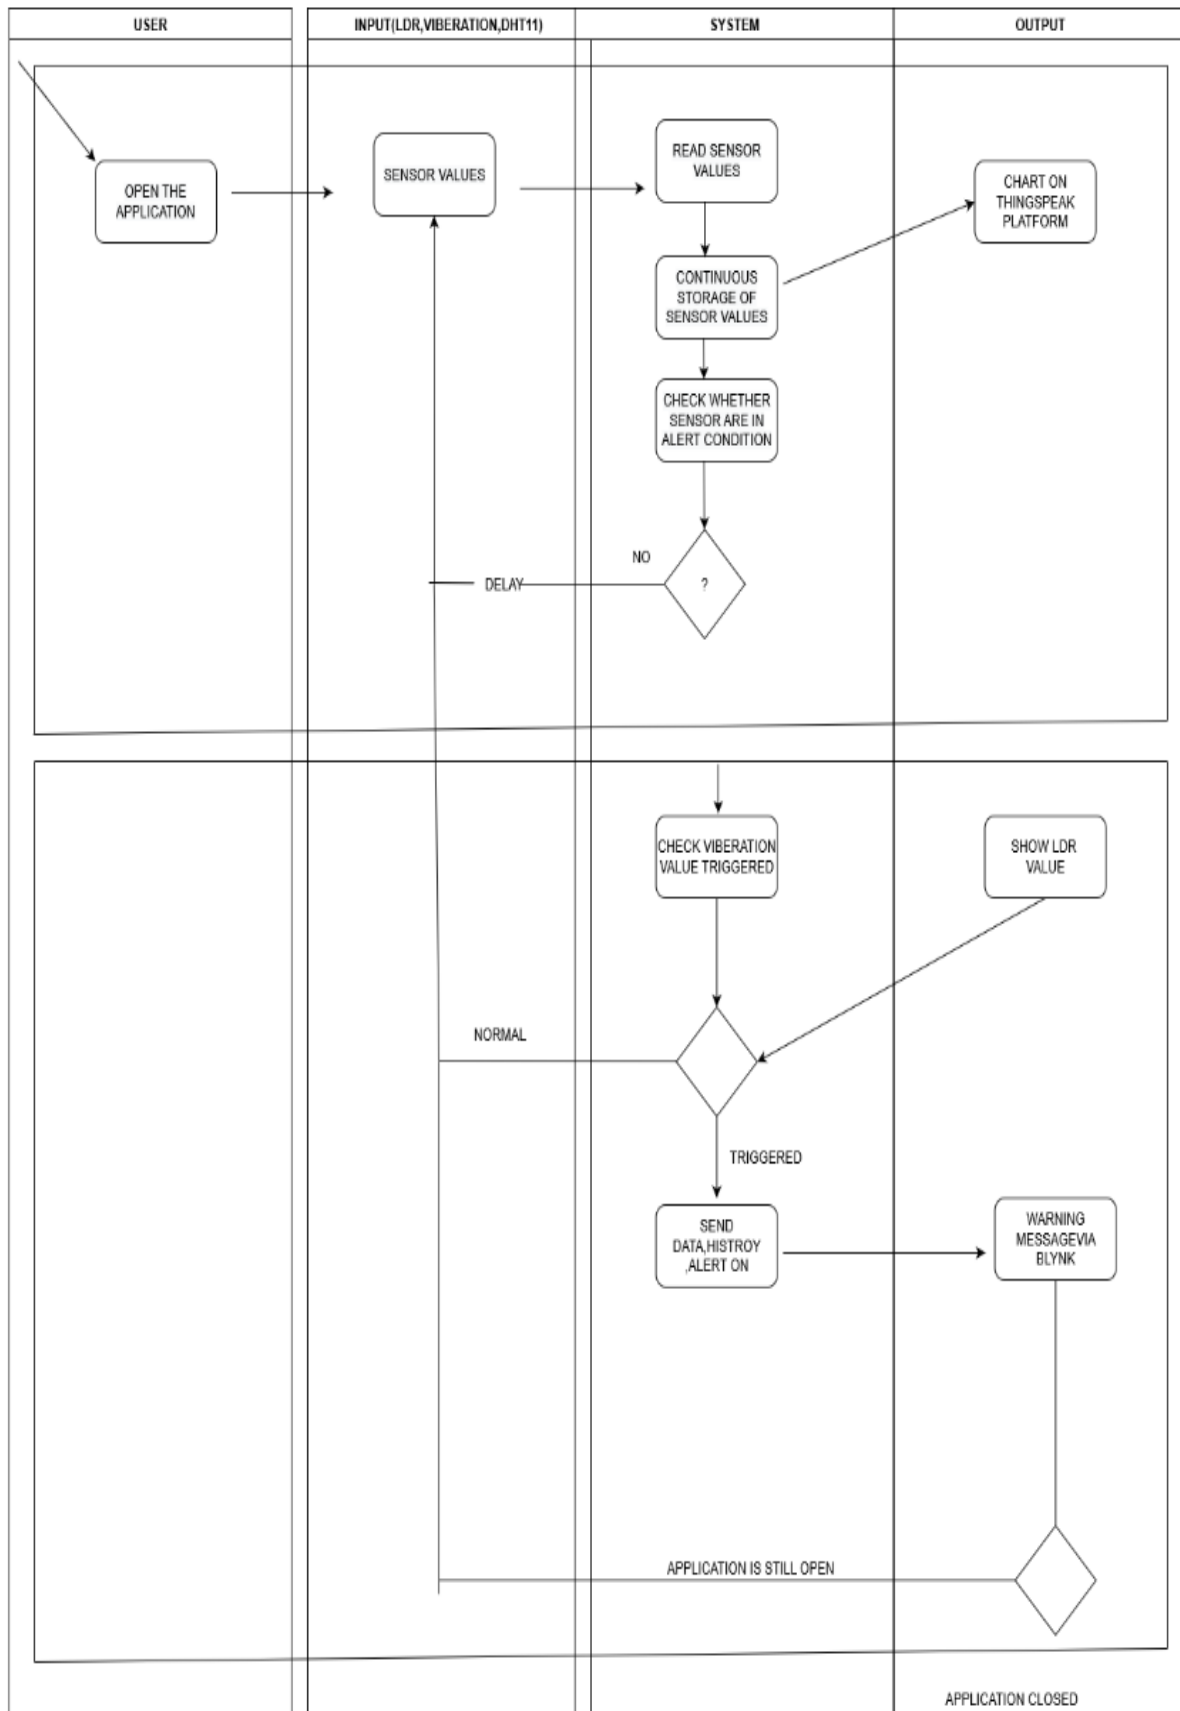 USER
INPUT(LDR,VIBERATION,DHT11)
SYSTEM
OUTPUT
OPEN THE
APPLICATION
SENSOR VALUES
READ SENSOR
VALUES
CHART ON
THINGSPEAK
PLATFORM
CONTINUOUS
STORAGE OF
SENSOR VALUES
CHECK WHETHER
SENSOR ARE IN
ALERT CONDITION
NO
DELAY
?
CHECK VIBERATION
VALUE TRIGGERED
SHOW LDR
VALUE
NORMAL
TRIGGERED
SEND
DATA,HISTROY
,ALERT ON
WARNING
MESSAGEVIA
BLYNK
APPLICATION IS STILL OPEN
APPLICATION CLOSED